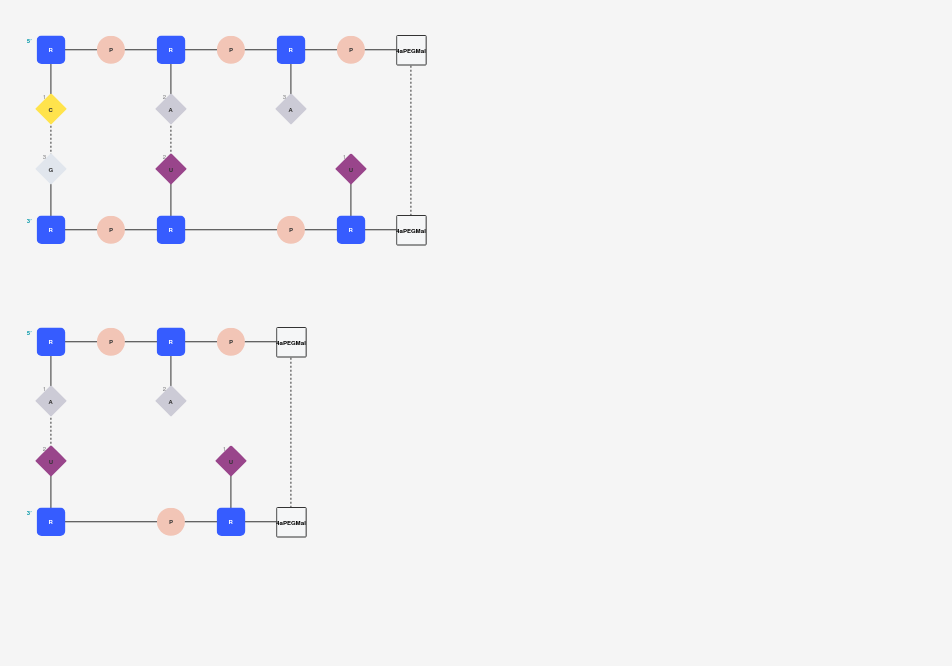 5' R P R P R P 4aPEGMal
1 C 2 A 3 A
3 G 2 U 1 U
3' R P R P R 4aPEGMal
5' R P R P 4aPEGMal
1 A 2 A
2 U 1 U
3' R P R 4aPEGMal